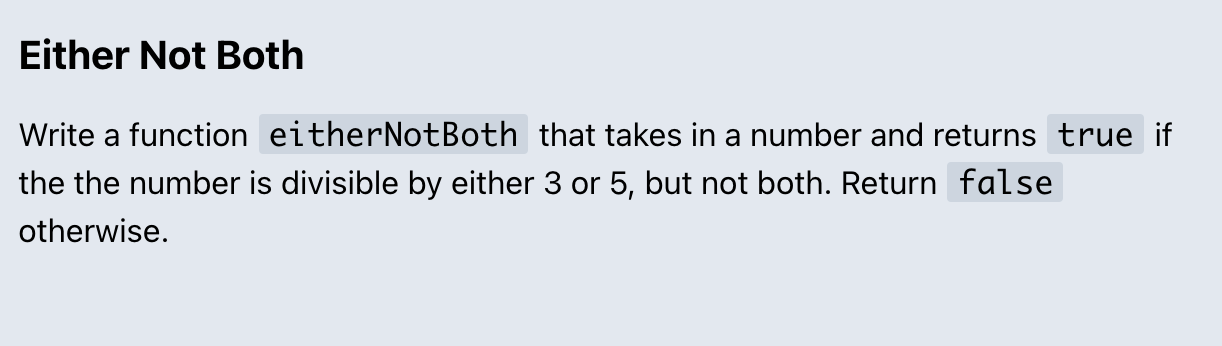 Either Not Both
Write a function eitherNotBoth that takes in a number and returns true if
the the number is divisible by either 3 or 5, but not both. Return false
otherwise.